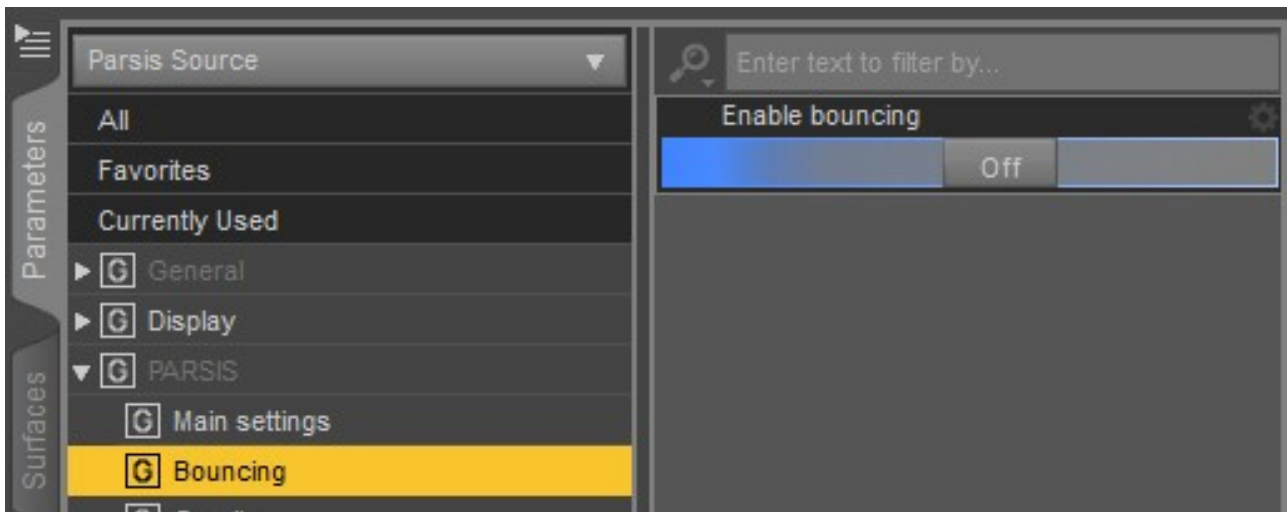 Parameters
Surfaces
Parsis Source
All
Favorites
Currently Used
G General
G Display
G PARSIS
G Main settings
G Bouncing
G
Enter text to filter by...
Enable bouncing
Off